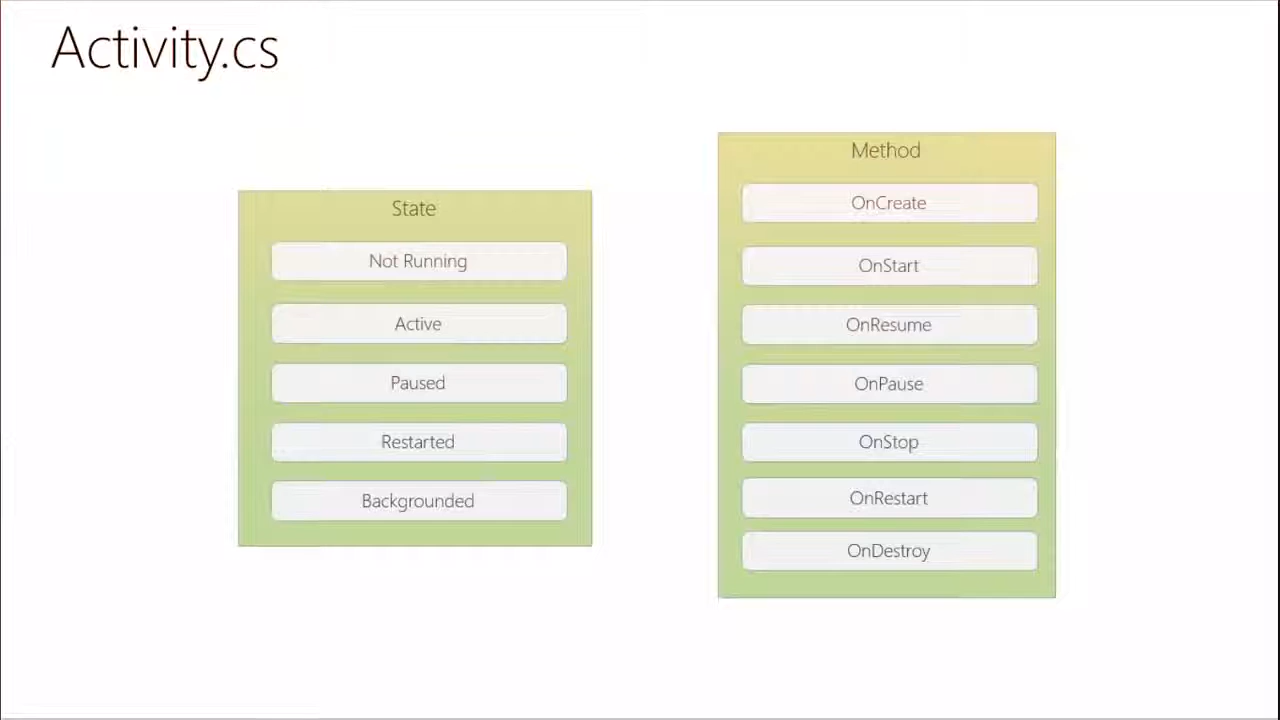 Activity.cs
State
Not Running
Active
Paused
Restarted
Backgrounded
Method
OnCreate
OnStart
OnResume
OnPause
OnStop
OnRestart
OnDestroy